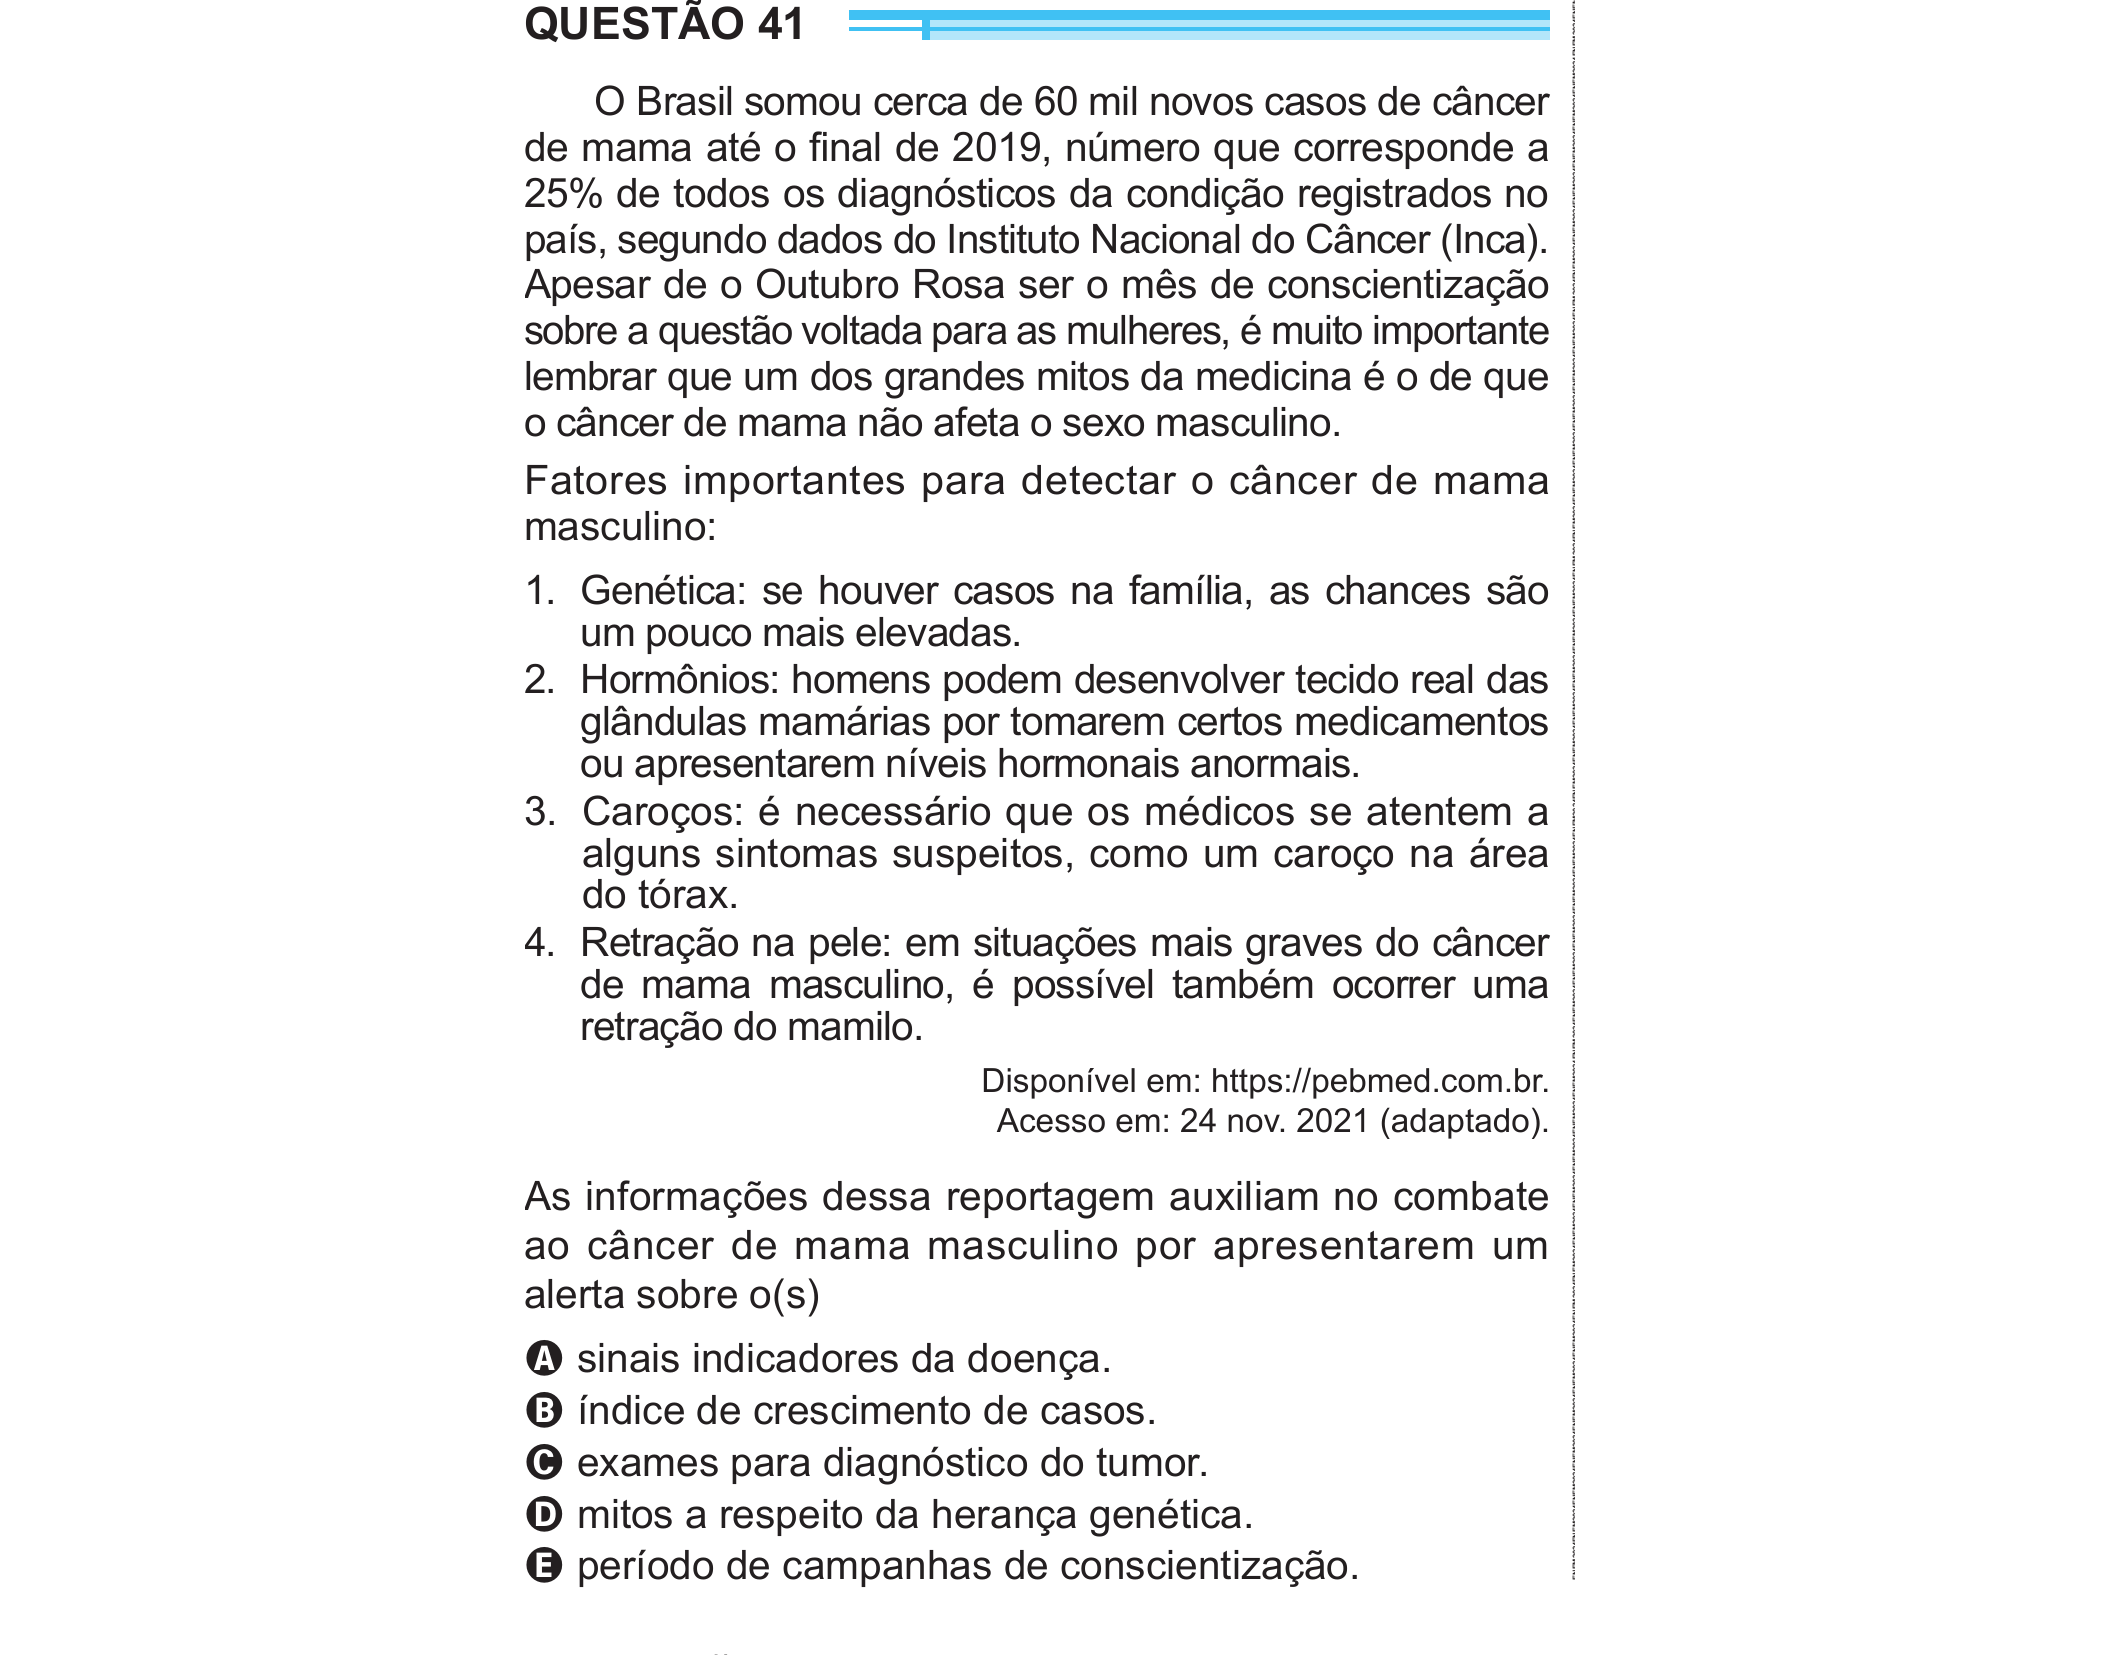 QUESTÃO 41
O Brasil somou cerca de 60 mil novos casos de câncer
de mama até o final de 2019, número que corresponde a
25% de todos os diagnósticos da condição registrados no
país, segundo dados do Instituto Nacional do Câncer (Inca).
Apesar de o Outubro Rosa ser o mês de conscientização
sobre a questão voltada para as mulheres, é muito importante
lembrar que um dos grandes mitos da medicina é o de que
o câncer de mama não afeta o sexo masculino.
Fatores importantes para detectar o câncer de mama
masculino:
1. Genética: se houver casos na família, as chances são
um pouco mais elevadas.
2. Hormônios: homens podem desenvolver tecido real das
glândulas mamárias por tomarem certos medicamentos
ou apresentarem níveis hormonais anormais.
3. Caroços: é necessário que os médicos se atentem a
alguns sintomas suspeitos, como um caroço na área
do tórax.
4. Retração na pele: em situações mais graves do câncer
de mama masculino, é possível também ocorrer uma
retração do mamilo.
Disponível em: https://pebmed.com.br.
Acesso em: 24 nov. 2021 (adaptado).
As informações dessa reportagem auxiliam no combate
ao câncer de mama masculino por apresentarem um
alerta sobre o(s)
A sinais indicadores da doença.
B índice de crescimento de casos.
C exames para diagnóstico do tumor.
D mitos a respeito da herança genética.
E período de campanhas de conscientização.